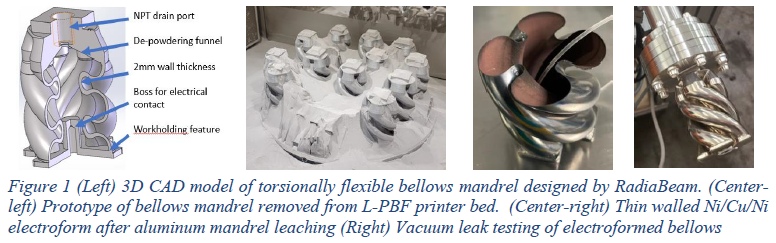 NPT drain port
De-powdering funnel
2mm wall thickness
Boss for electrical
contact
Workholding feature
Figure 1 (Left) 3D CAD model of torsionally flexible bellows mandrel designed by RadiaBeam. (Center-
left) Prototype of bellows mandrel removed from L-PBF printer bed.  (Center-right) Thin walled Ni/Cu/Ni
electroform after aluminum mandrel leaching (Right) Vacuum leak testing of electroformed bellows